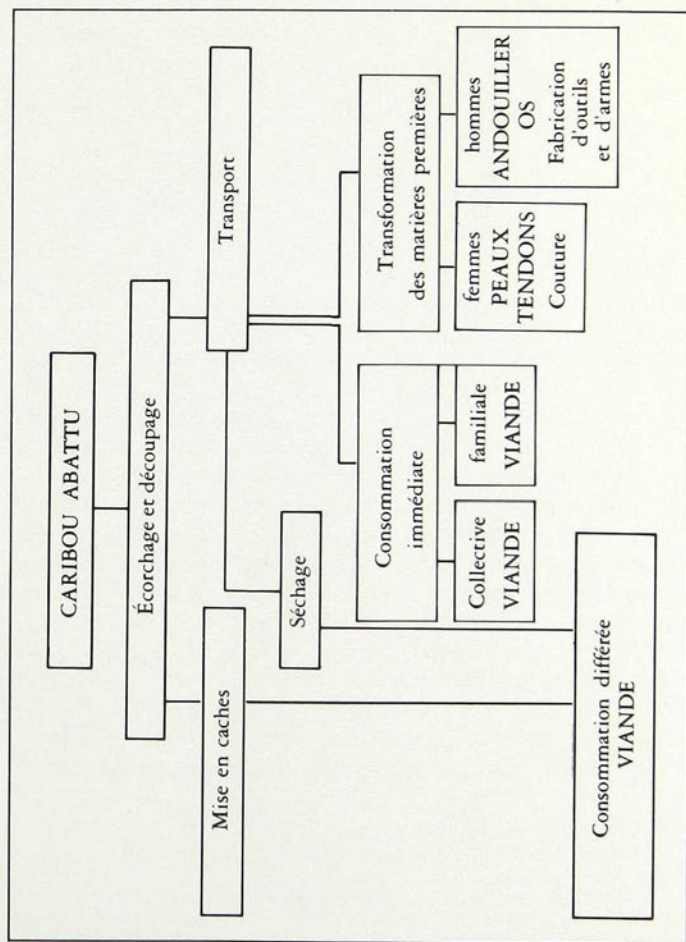 CARIBOU ABATTU
Écorchage et découpage
Mise en caches
Transport
Séchage
Consommation
immédiate
Transformation
des matières premières
Collective
VIANDE
familiale
VIANDE
femmes
PEAUX
TENDONS
Couture
hommes
ANDOUILLER
OS
Fabrication
d'outils
et d'armes
Consommation différée
VIANDE